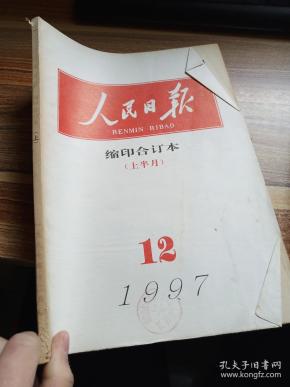 人民日报
RENMIN RIBAO
缩印合订本
(上半月)
12
1997
上
孔夫子旧书网